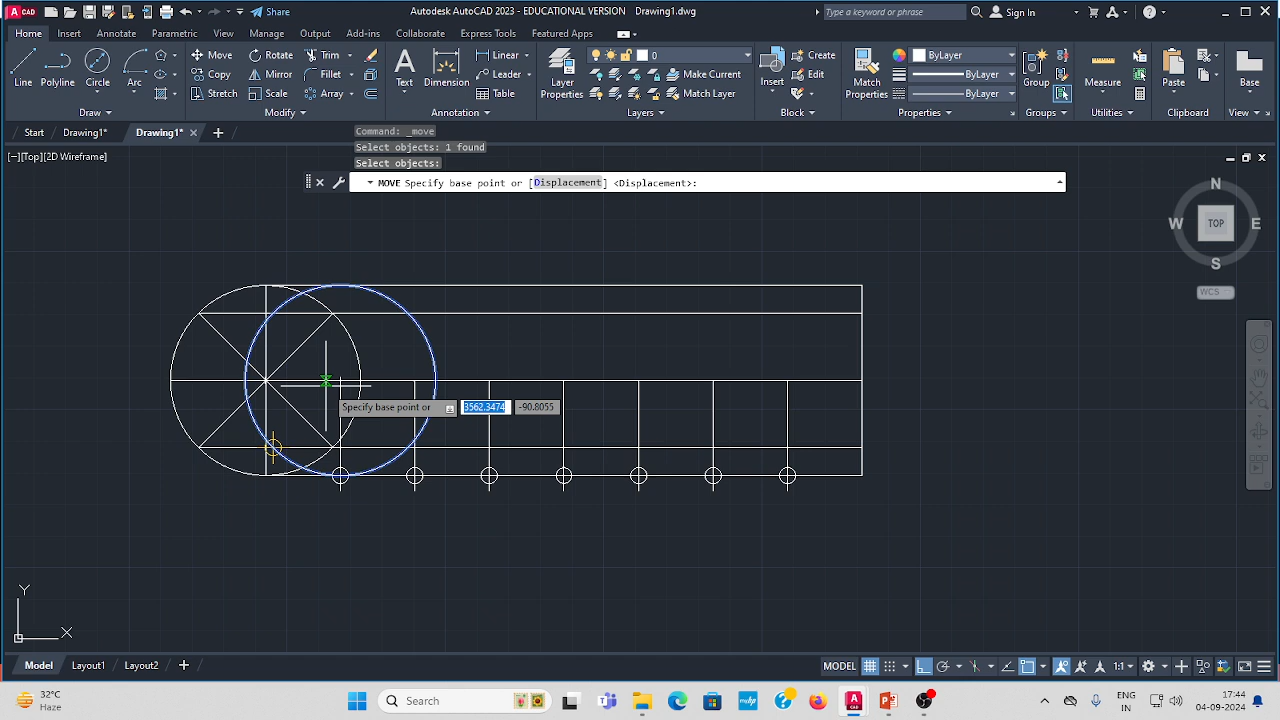 CAD
Share
Autodesk AutoCAD 2023 - EDUCATIONAL VERSION Drawing1.dwg
Type a keyword or phrase
Sign In
Home Insert Annotate Parametric View Manage Output Add-ins Collaborate Express Tools Featured Apps
Line Polyline Circle Arc
Move Rotate Trim
Copy Mirror Fillet
Stretch Scale Array
Text Dimension
Linear
Leader
Table
Layer
Properties
0
Make Current
Match Layer
Insert
Create
Edit
Match
Properties
ByLayer
ByLayer
ByLayer
Group
Measure
Paste
Base
Draw Modify Annotation Layers Block Properties Groups Utilities Clipboard View
Start Drawing1* Drawing1*
[−][Top][2D Wireframe]
Command: _move
Select objects: 1 found
Select objects:
MOVE Specify base point or [Displacement] <Displacement>:
N
W TOP E
S
WCS
Specify base point or 3562.3474 -90.8055
Y
X
Model Layout1 Layout2
MODEL
1:1
32°C
Haze
Search
ENG
IN
17:44
04-09-2024